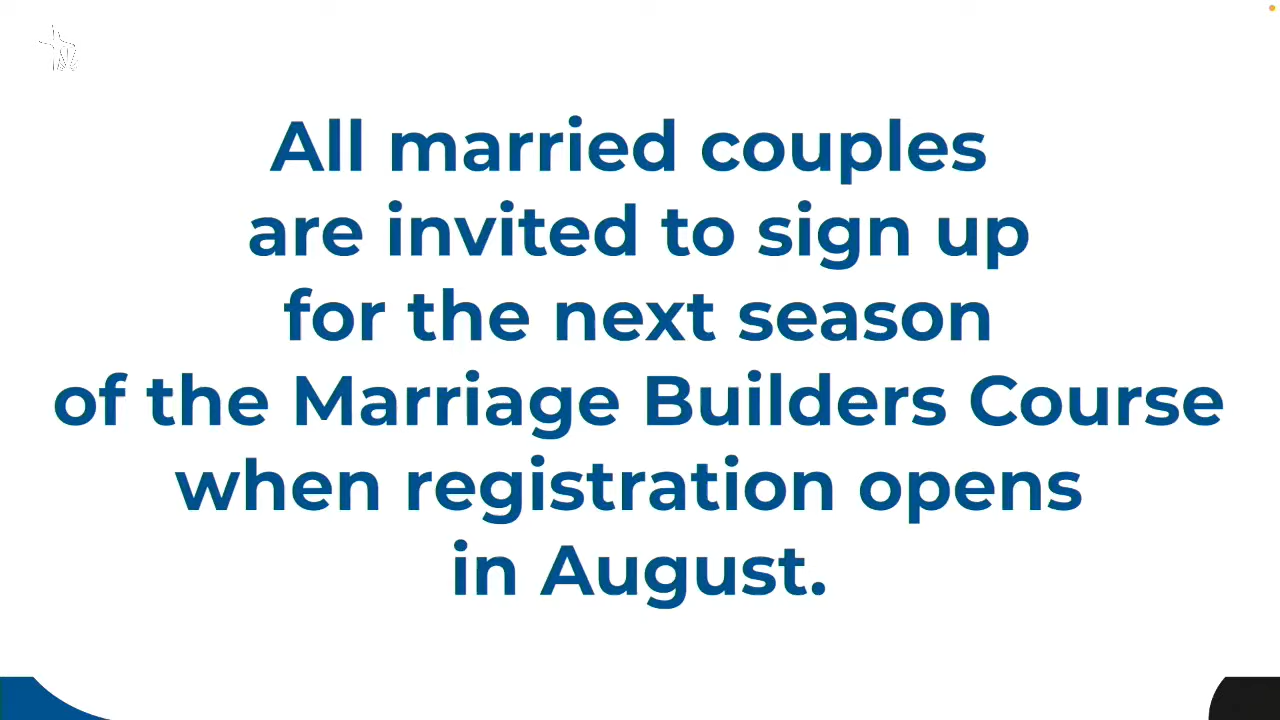 All married couples
are invited to sign up
for the next season
of the Marriage Builders Course
when registration opens
in August.